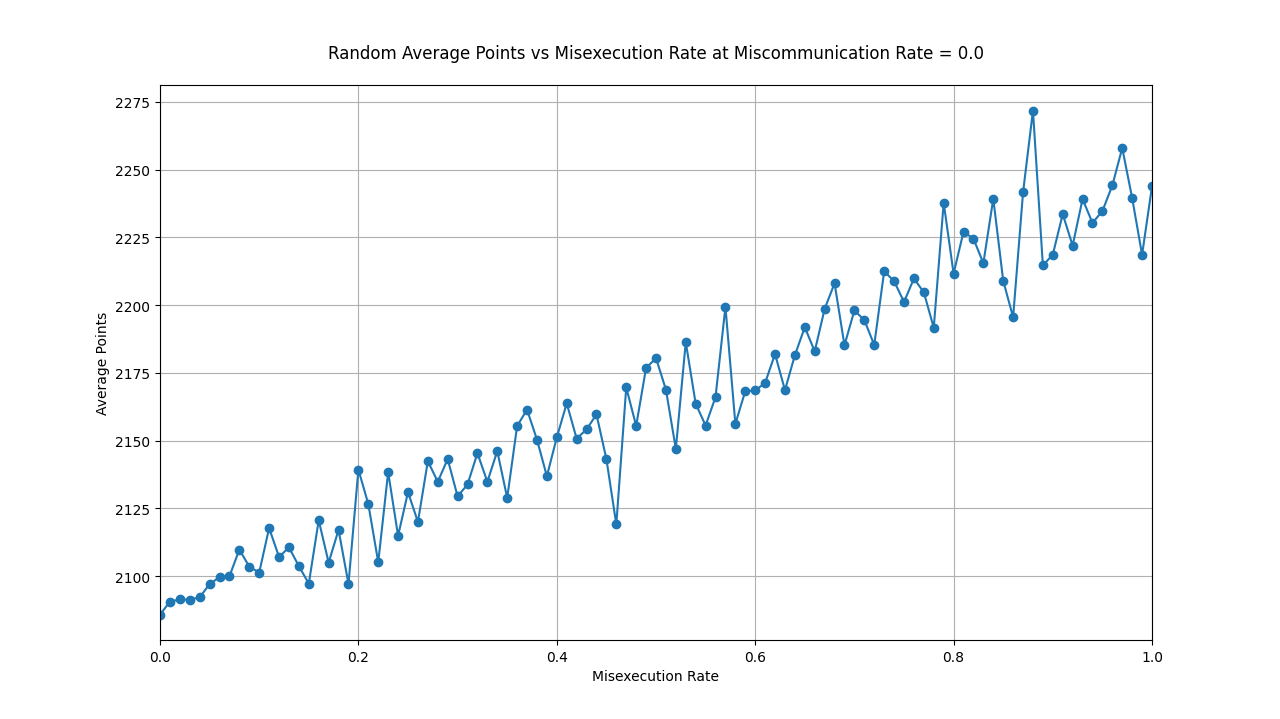 Random Average Points vs Misexecution Rate at Miscommunication Rate = 0.0
2275
2250
2225
2200
2175
2150
2125
2100
Average Points
0.0 0.2 0.4 0.6 0.8 1.0
Misexecution Rate